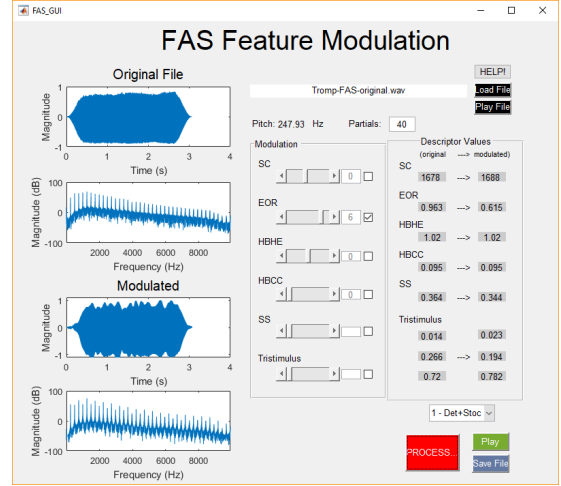 FAS_GUI
FAS Feature Modulation
Original File
Magnitude
1
0
-1
0 1 2 3 4
Time (s)
Magnitude (dB)
100
0
-100
2000 4000 6000 8000
Frequency (Hz)
Modulated
Magnitude
1
0
-1
0 1 2 3 4
Time (s)
Magnitude (dB)
100
0
-100
2000 4000 6000 8000
Frequency (Hz)
HELP!
Tromp-FAS-original.wav
Load File
Play File
Pitch: 247.93 Hz Partials: 40
Modulation
SC
0
EOR
6
HBHE
0
HBCC
0
SS
Tristimulus
Descriptor Values
(original ----> modulated)
SC
1678 ---> 1688
EOR
0.963 ---> 0.615
HBHE
1.02 ---> 1.02
HBCC
0.095 ---> 0.095
SS
0.364 ---> 0.344
Tristimulus
0.014 0.023
0.266 ---> 0.194
0.72 0.782
1 - Det+Stoc
PROCESS...
Play
Save File